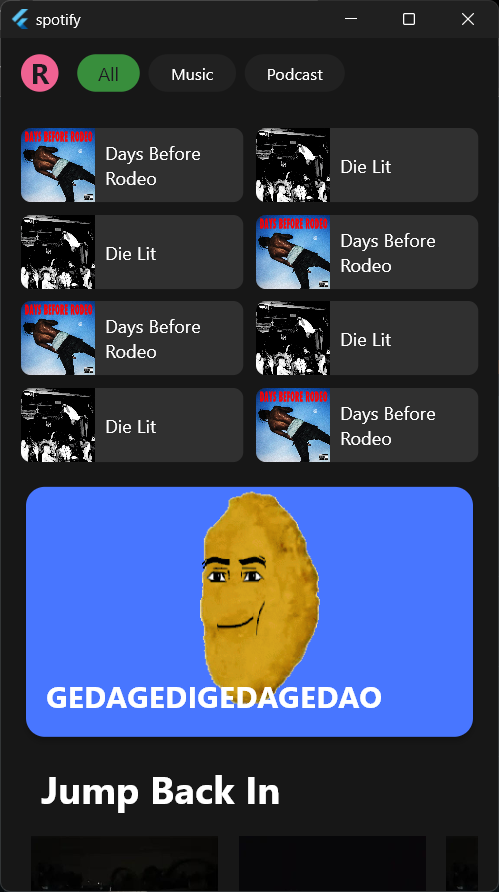 spotify
R
All
Music
Podcast
DAYS BEFORE RODEO
Days Before
Rodeo
Die Lit
Die Lit
DAYS BEFORE RODEO
Days Before
Rodeo
DAYS BEFORE RODEO
Days Before
Rodeo
Die Lit
Die Lit
DAYS BEFORE RODEO
Days Before
Rodeo
GEDAGEDIGEDAGEDAO
Jump Back In